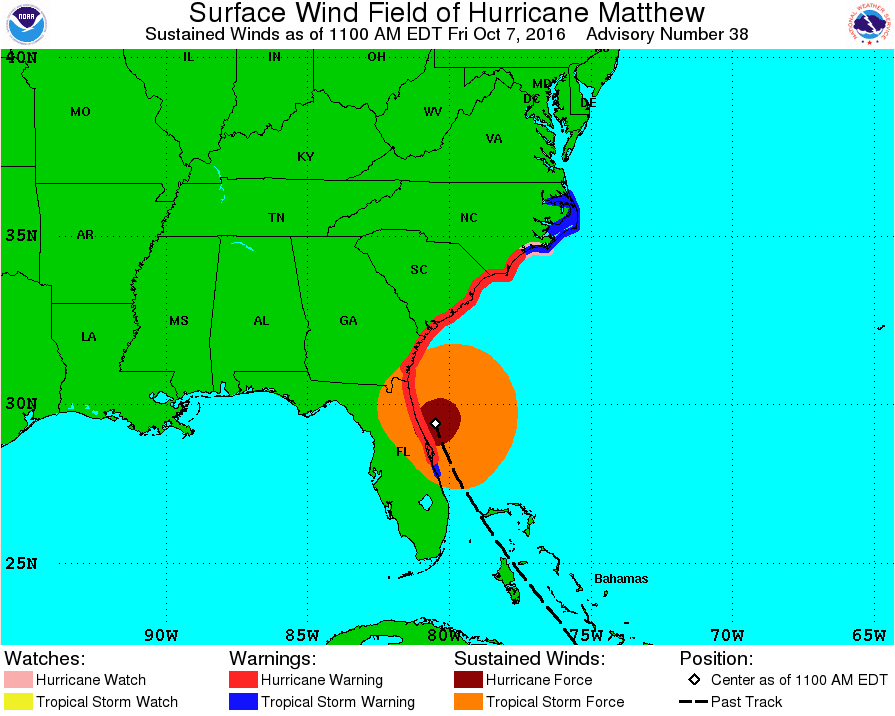 Surface Wind Field of Hurricane Matthew
Sustained Winds as of 1100 AM EDT Fri Oct 7, 2016 Advisory Number 38
NOAA
NATIONAL WEATHER SERVICE
40N
IL
IN
OH
MD
DC
DE
MO
WV
VA
KY
TN
NC
35N
AR
SC
MS
AL
GA
LA
30N
FL
25N
Bahamas
90W
85W
80W
75W
70W
65W
Watches:
Warnings:
Sustained Winds:
Position:
Hurricane Watch
Hurricane Warning
Hurricane Force
Center as of 1100 AM EDT
Tropical Storm Watch
Tropical Storm Warning
Tropical Storm Force
Past Track